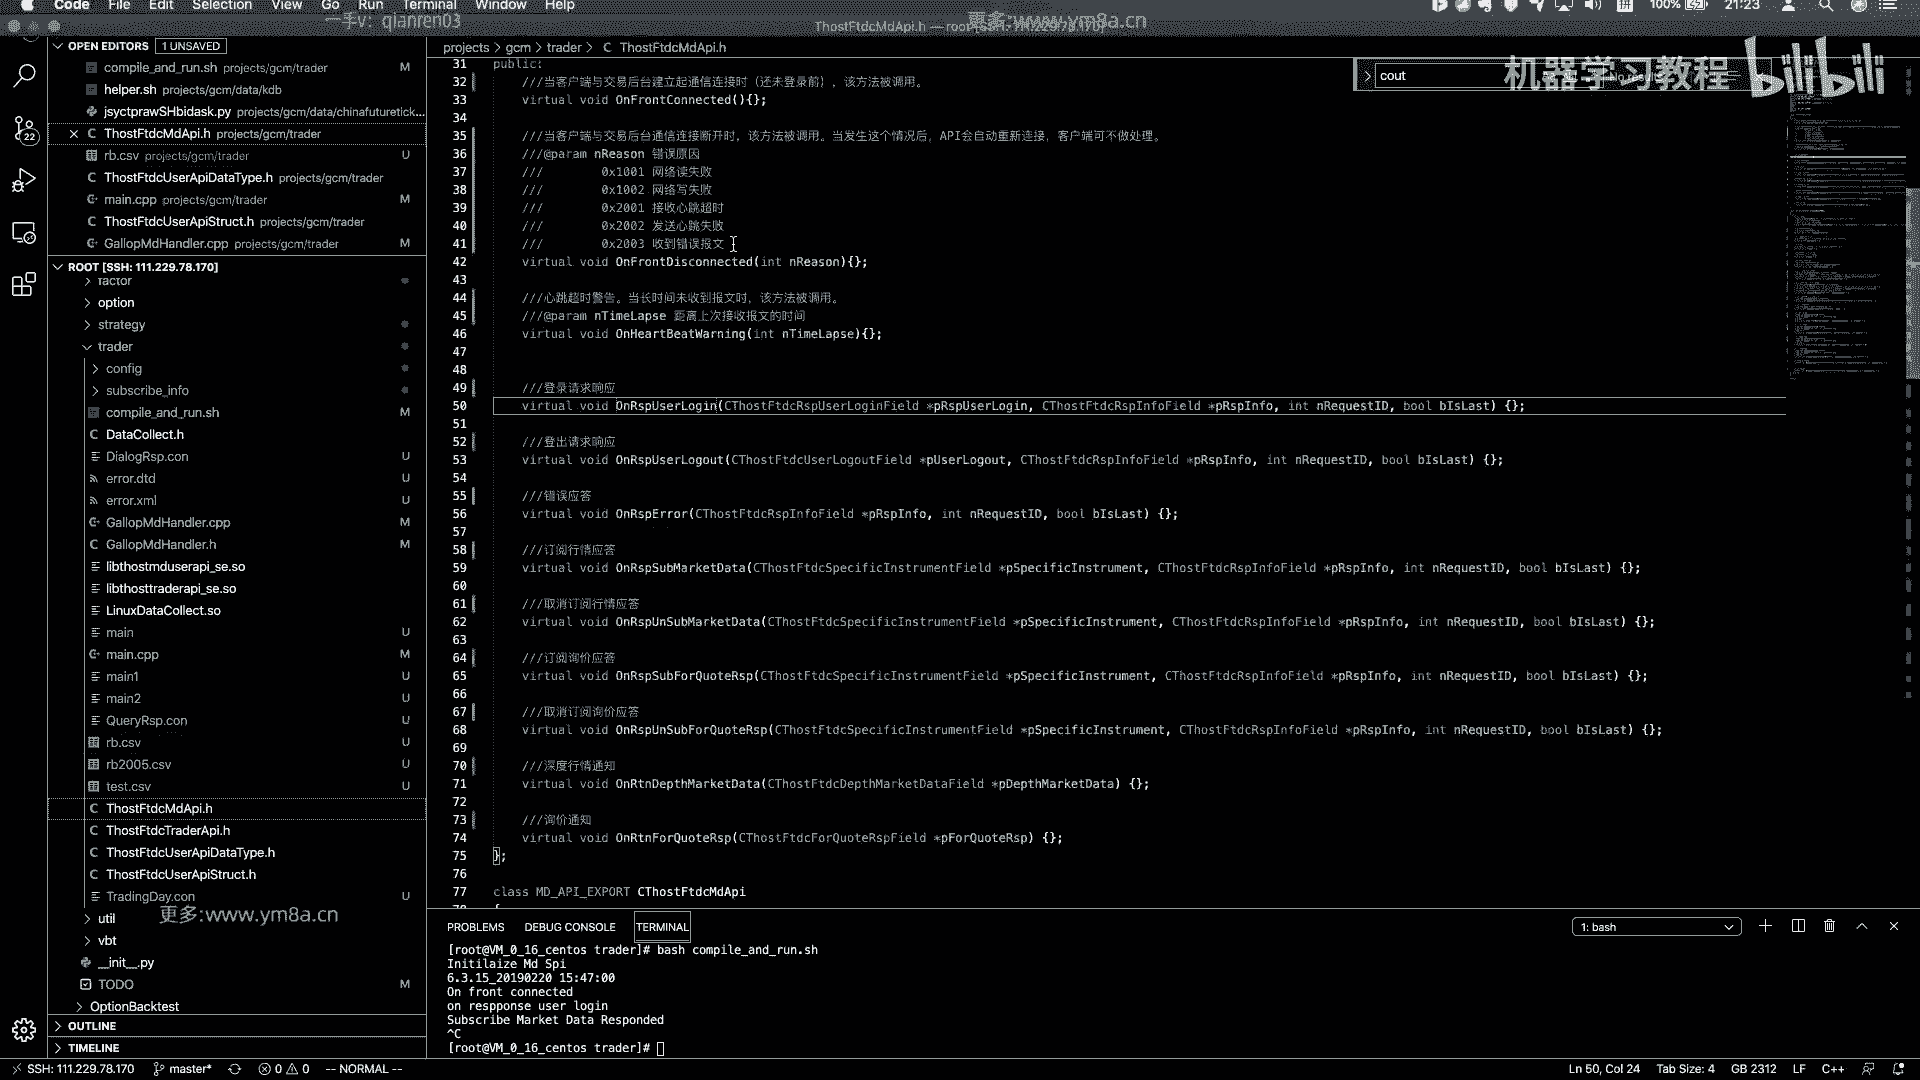 Code File Edit Selection View Go Run Terminal Window Help
100% 21:23
一手v: qianren03
更多:www.ym8a.cn
ThostFtdcMdApi.h — root [SSH: 111.229.78.170]
机器学习教程 bilibili
OPEN EDITORS 1 UNSAVED
compile_and_run.sh projects/gcm/trader M
helper.sh projects/gcm/data/kdb
jsyctprawSHbidask.py projects/gcm/data/chinafuturetick...
ThostFtdcMdApi.h projects/gcm/trader
rb.csv projects/gcm/trader U
ThostFtdcUserApiDataType.h projects/gcm/trader
main.cpp projects/gcm/trader M
ThostFtdcUserApiStruct.h projects/gcm/trader
GallopMdHandler.cpp projects/gcm/trader M
22
ROOT [SSH: 111.229.78.170]
factor
option
strategy
trader
config
subscribe_info
compile_and_run.sh M
DataCollect.h
DialogRsp.con U
error.dtd U
error.xml U
GallopMdHandler.cpp M
GallopMdHandler.h M
libthostmduserapi_se.so
libthosttraderapi_se.so
LinuxDataCollect.so
main U
main.cpp M
main1 U
main2 U
QueryRsp.con U
rb.csv U
rb2005.csv U
test.csv U
ThostFtdcMdApi.h
ThostFtdcTraderApi.h
ThostFtdcUserApiDataType.h
ThostFtdcUserApiStruct.h
TradingDay.con U
更多:www.ym8a.cn
util
vbt
__init__.py
TODO M
OptionBacktest
OUTLINE
TIMELINE
projects > gcm > trader > C ThostFtdcMdApi.h
cout
No results
31 public:
32 ///当客户端与交易后台建立起通信连接时（还未登录前），该方法被调用。
33 virtual void OnFrontConnected(){};
34
35 ///当客户端与交易后台通信连接断开时，该方法被调用。当发生这个情况后，API会自动重新连接，客户端可不做处理。
36 ///@param nReason 错误原因
37 /// 0x1001 网络读失败
38 /// 0x1002 网络写失败
39 /// 0x2001 接收心跳超时
40 /// 0x2002 发送心跳失败
41 /// 0x2003 收到错误报文
42 virtual void OnFrontDisconnected(int nReason){};
43
44 ///心跳超时警告。当长时间未收到报文时，该方法被调用。
45 ///@param nTimeLapse 距离上次接收报文的时间
46 virtual void OnHeartBeatWarning(int nTimeLapse){};
47
48
49 ///登录请求响应
50 virtual void OnRspUserLogin(CThostFtdcRspUserLoginField *pRspUserLogin, CThostFtdcRspInfoField *pRspInfo, int nRequestID, bool bIsLast) {};
51
52 ///登出请求响应
53 virtual void OnRspUserLogout(CThostFtdcUserLogoutField *pUserLogout, CThostFtdcRspInfoField *pRspInfo, int nRequestID, bool bIsLast) {};
54
55 ///错误应答
56 virtual void OnRspError(CThostFtdcRspInfoField *pRspInfo, int nRequestID, bool bIsLast) {};
57
58 ///订阅行情应答
59 virtual void OnRspSubMarketData(CThostFtdcSpecificInstrumentField *pSpecificInstrument, CThostFtdcRspInfoField *pRspInfo, int nRequestID, bool bIsLast) {};
60
61 ///取消订阅行情应答
62 virtual void OnRspUnSubMarketData(CThostFtdcSpecificInstrumentField *pSpecificInstrument, CThostFtdcRspInfoField *pRspInfo, int nRequestID, bool bIsLast) {};
63
64 ///订阅询价应答
65 virtual void OnRspSubForQuoteRsp(CThostFtdcSpecificInstrumentField *pSpecificInstrument, CThostFtdcRspInfoField *pRspInfo, int nRequestID, bool bIsLast) {};
66
67 ///取消订阅询价应答
68 virtual void OnRspUnSubForQuoteRsp(CThostFtdcSpecificInstrumentField *pSpecificInstrument, CThostFtdcRspInfoField *pRspInfo, int nRequestID, bool bIsLast) {};
69
70 ///深度行情通知
71 virtual void OnRtnDepthMarketData(CThostFtdcDepthMarketDataField *pDepthMarketData) {};
72
73 ///询价通知
74 virtual void OnRtnForQuoteRsp(CThostFtdcForQuoteRspField *pForQuoteRsp) {};
75 };
76
77 class MD_API_EXPORT CThostFtdcMdApi
PROBLEMS DEBUG CONSOLE TERMINAL 1: bash
[root@VM_0_16_centos trader]# bash compile_and_run.sh
Initilaize Md Spi
6.3.15_20190220 15:47:00
On front connected
on respponse user login
Subscribe Market Data Responded
^C
[root@VM_0_16_centos trader]#
SSH: 111.229.78.170 master* 0 0 -- NORMAL -- Ln 50, Col 24 Tab Size: 4 GB 2312 LF C++